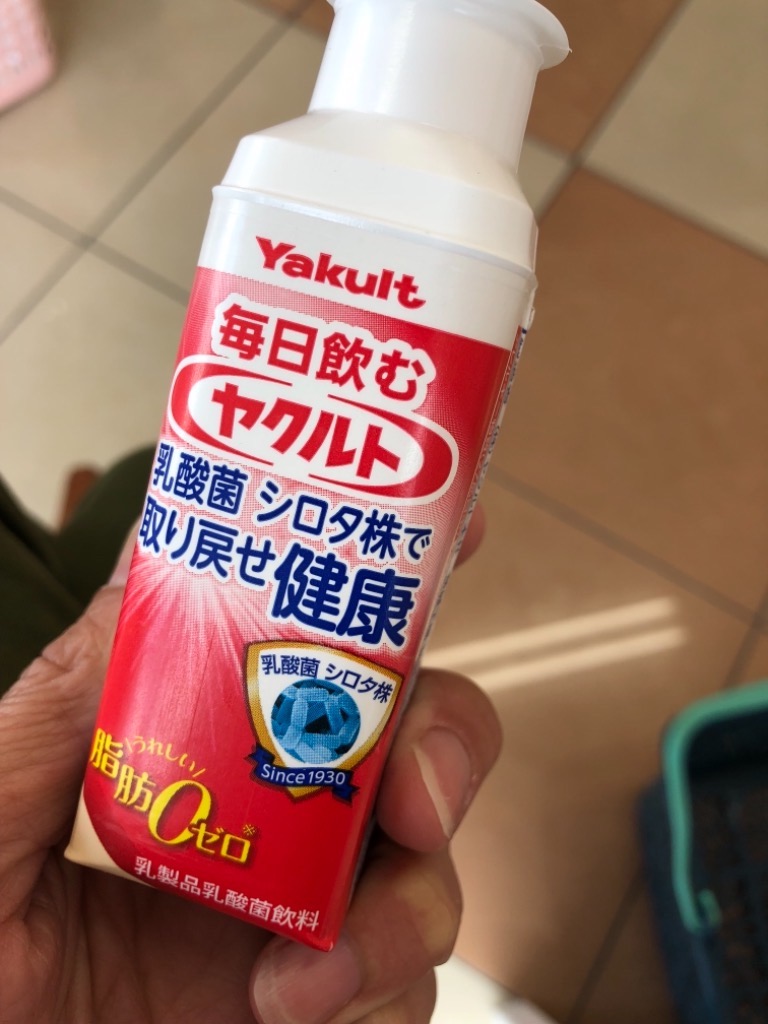 Yakult
毎日飲む
ヤクルト
乳酸菌 シロタ株で
取り戻せ健康
乳酸菌 シロタ株
Since1930
うれしい
脂肪0ゼロ※
乳製品乳酸菌飲料